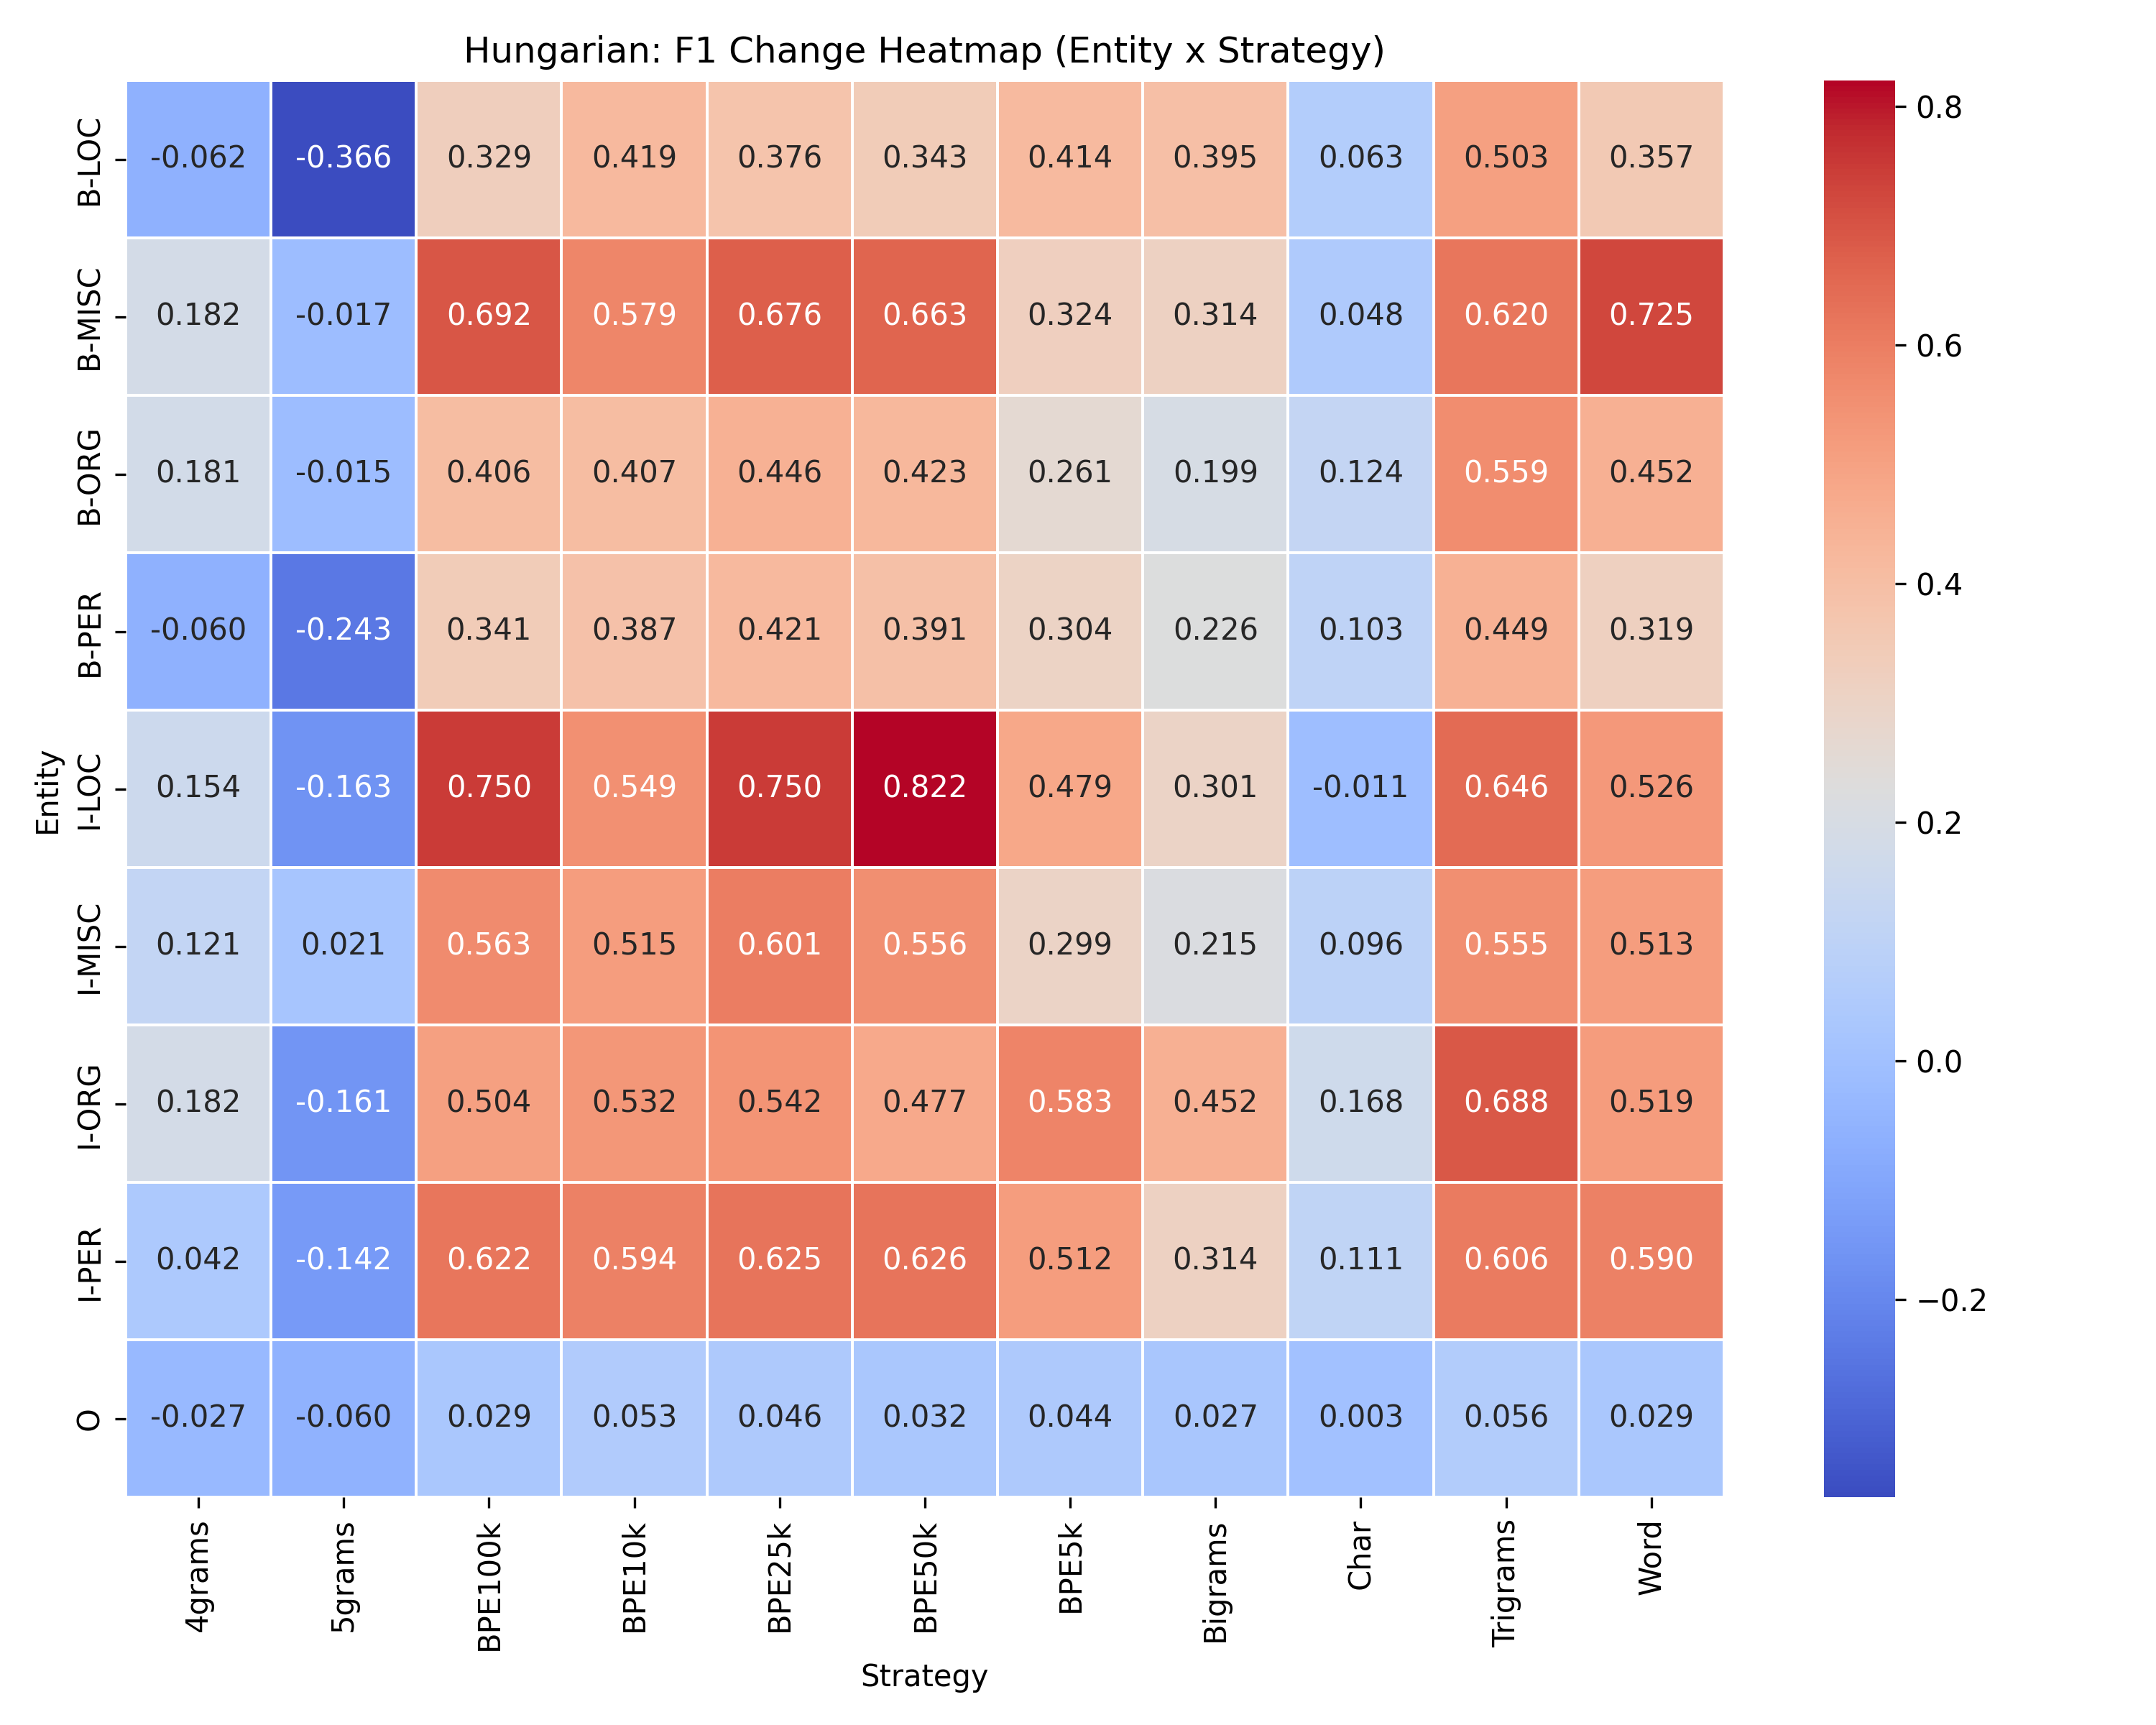 Hungarian: F1 Change Heatmap (Entity x Strategy)
Entity
B-LOC -0.062 -0.366 0.329 0.419 0.376 0.343 0.414 0.395 0.063 0.503 0.357
B-MISC 0.182 -0.017 0.692 0.579 0.676 0.663 0.324 0.314 0.048 0.620 0.725
B-ORG 0.181 -0.015 0.406 0.407 0.446 0.423 0.261 0.199 0.124 0.559 0.452
B-PER -0.060 -0.243 0.341 0.387 0.421 0.391 0.304 0.226 0.103 0.449 0.319
I-LOC 0.154 -0.163 0.750 0.549 0.750 0.822 0.479 0.301 -0.011 0.646 0.526
I-MISC 0.121 0.021 0.563 0.515 0.601 0.556 0.299 0.215 0.096 0.555 0.513
I-ORG 0.182 -0.161 0.504 0.532 0.542 0.477 0.583 0.452 0.168 0.688 0.519
I-PER 0.042 -0.142 0.622 0.594 0.625 0.626 0.512 0.314 0.111 0.606 0.590
O -0.027 -0.060 0.029 0.053 0.046 0.032 0.044 0.027 0.003 0.056 0.029
4grams 5grams BPE100k BPE10k BPE25k BPE50k BPE5k Bigrams Char Trigrams Word
Strategy
0.8
0.6
0.4
0.2
0.0
−0.2